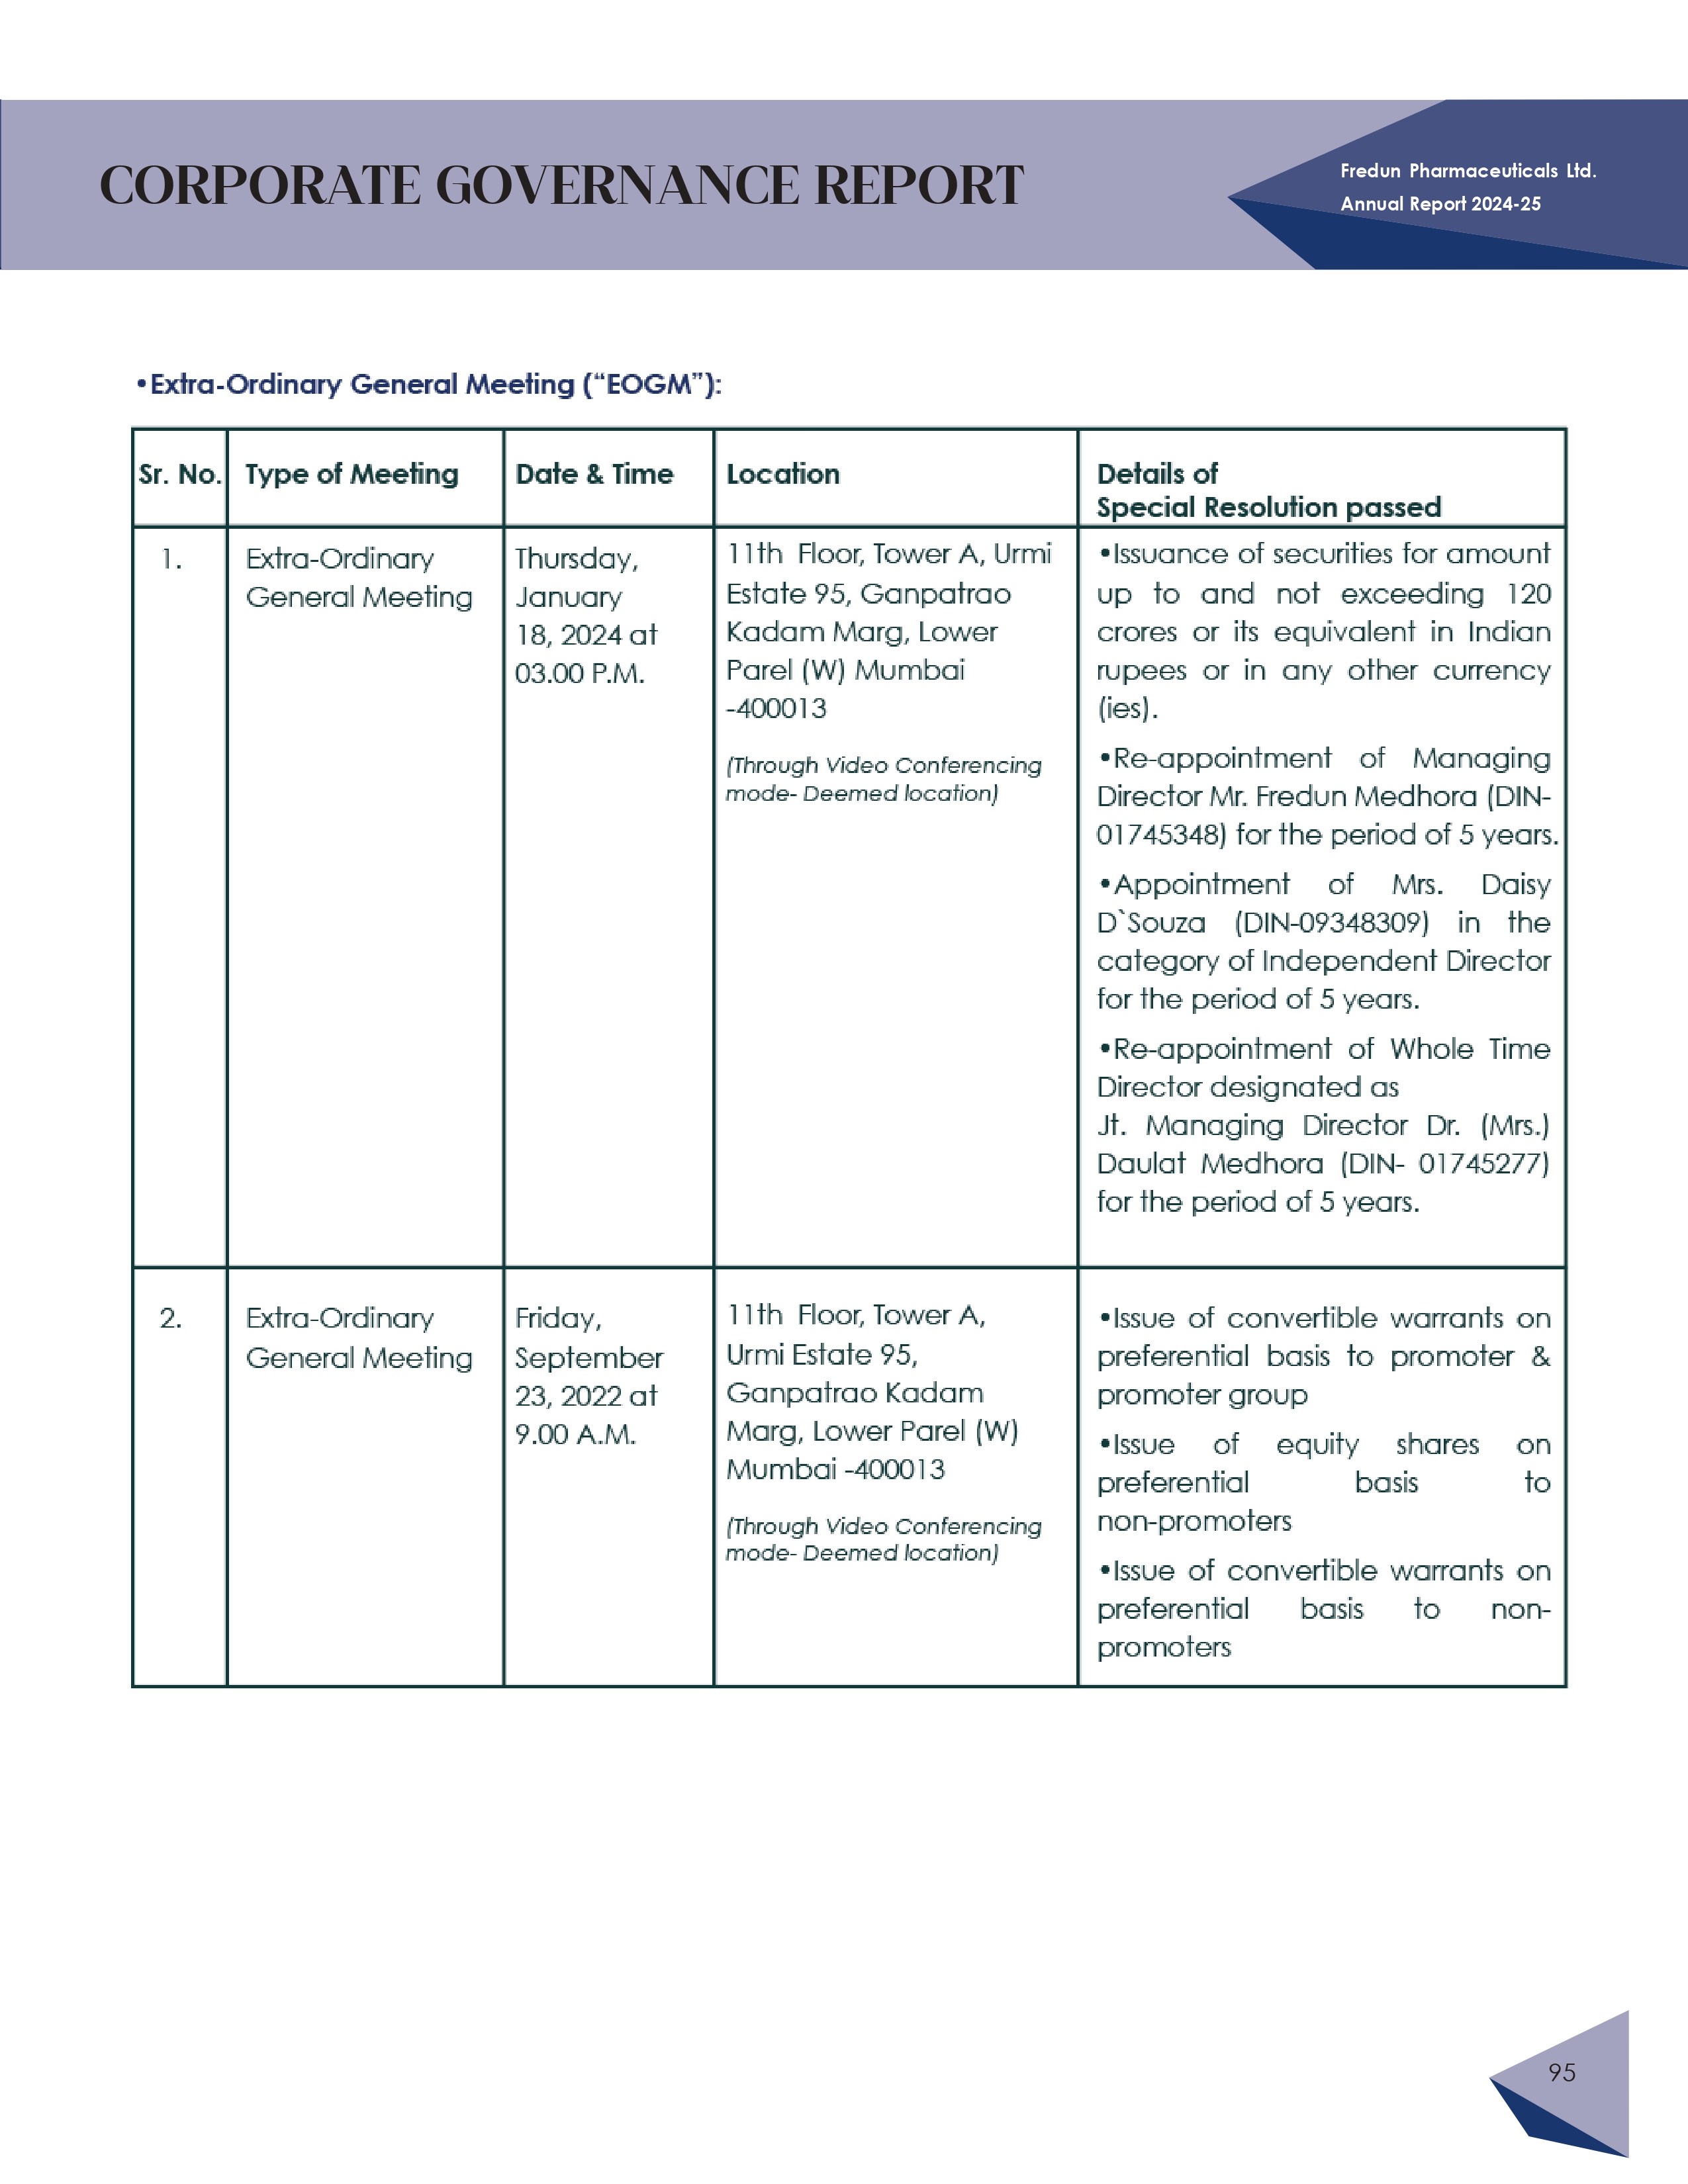 CORPORATE GOVERNANCE REPORT
Fredun Pharmaceuticals Ltd.
Annual Report 2024-25
•Extra-Ordinary General Meeting (“EOGM”):
Sr. No.
Type of Meeting
Date & Time
Location
Details of
Special Resolution passed
1.
Extra-Ordinary
General Meeting
Thursday,
January
18, 2024 at
03.00 P.M.
11th Floor, Tower A, Urmi
Estate 95, Ganpatrao
Kadam Marg, Lower
Parel (W) Mumbai
-400013
(Through Video Conferencing
mode- Deemed location)
•Issuance of securities for amount
up to and not exceeding 120
crores or its equivalent in Indian
rupees or in any other currency
(ies).
•Re-appointment of Managing
Director Mr. Fredun Medhora (DIN-
01745348) for the period of 5 years.
•Appointment of Mrs. Daisy
D`Souza (DIN-09348309) in the
category of Independent Director
for the period of 5 years.
•Re-appointment of Whole Time
Director designated as
Jt. Managing Director Dr. (Mrs.)
Daulat Medhora (DIN- 01745277)
for the period of 5 years.
2.
Extra-Ordinary
General Meeting
Friday,
September
23, 2022 at
9.00 A.M.
11th Floor, Tower A,
Urmi Estate 95,
Ganpatrao Kadam
Marg, Lower Parel (W)
Mumbai -400013
(Through Video Conferencing
mode- Deemed location)
•Issue of convertible warrants on
preferential basis to promoter &
promoter group
•Issue of equity shares on
preferential basis to
non-promoters
•Issue of convertible warrants on
preferential basis to non-
promoters
95